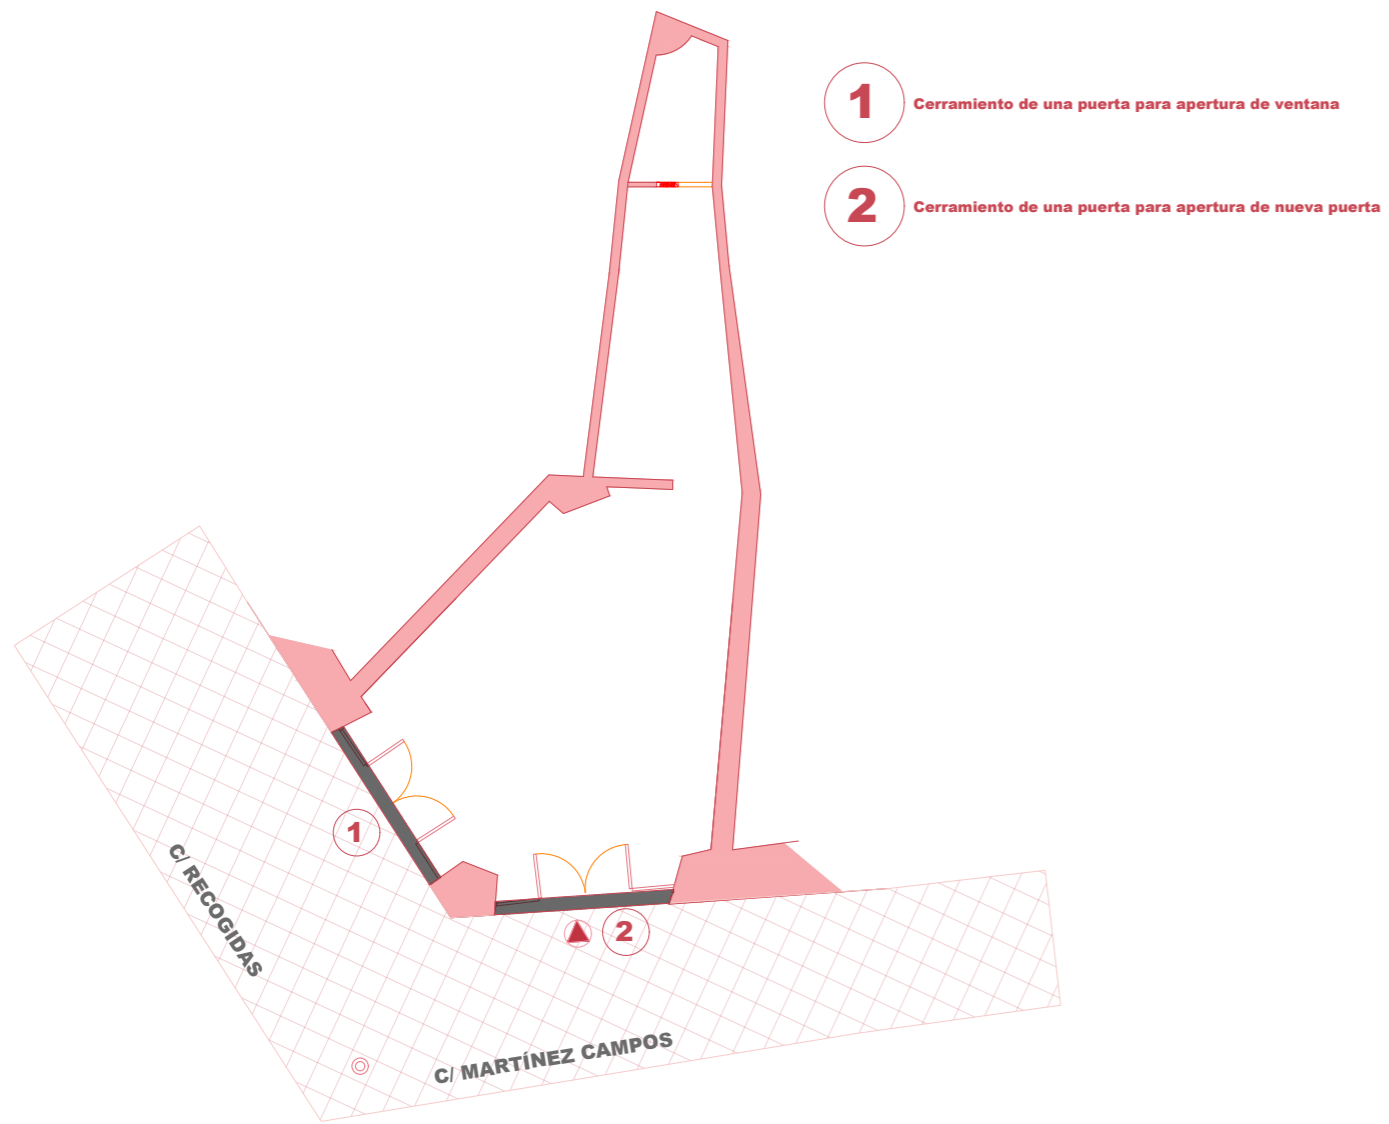 1 Cerramiento de una puerta para apertura de ventana
2 Cerramiento de una puerta para apertura de nueva puerta
1
2
C/ RECOGIDAS
C/ MARTÍNEZ CAMPOS